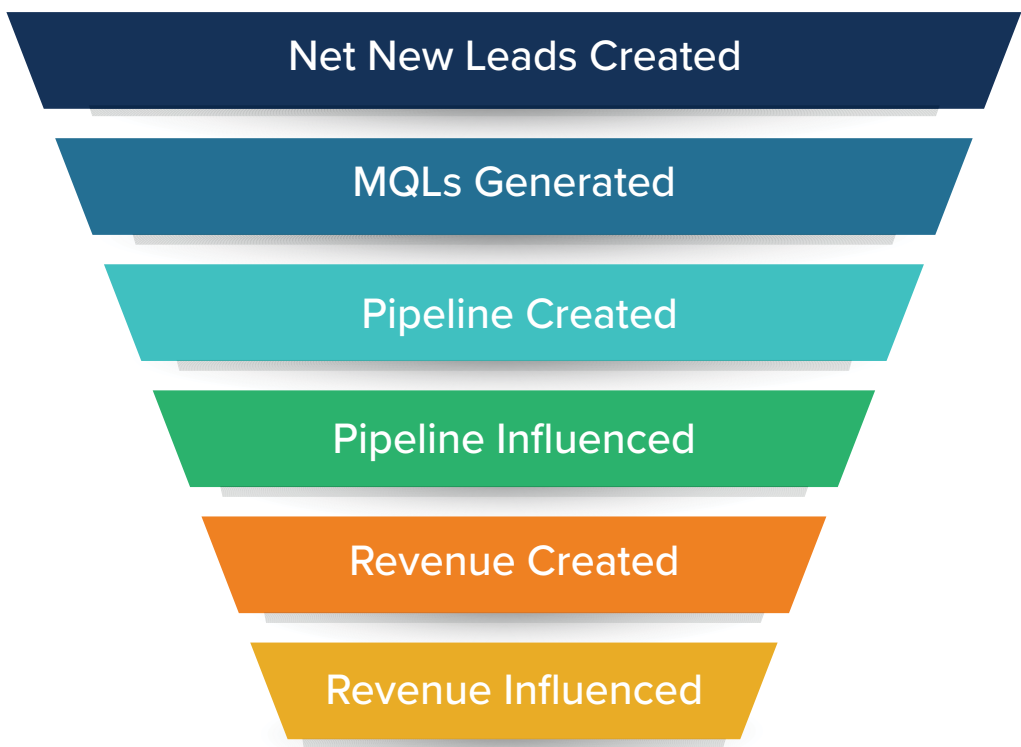 Net New Leads Created
MQLs Generated
Pipeline Created
Pipeline Influenced
Revenue Created
Revenue Influenced